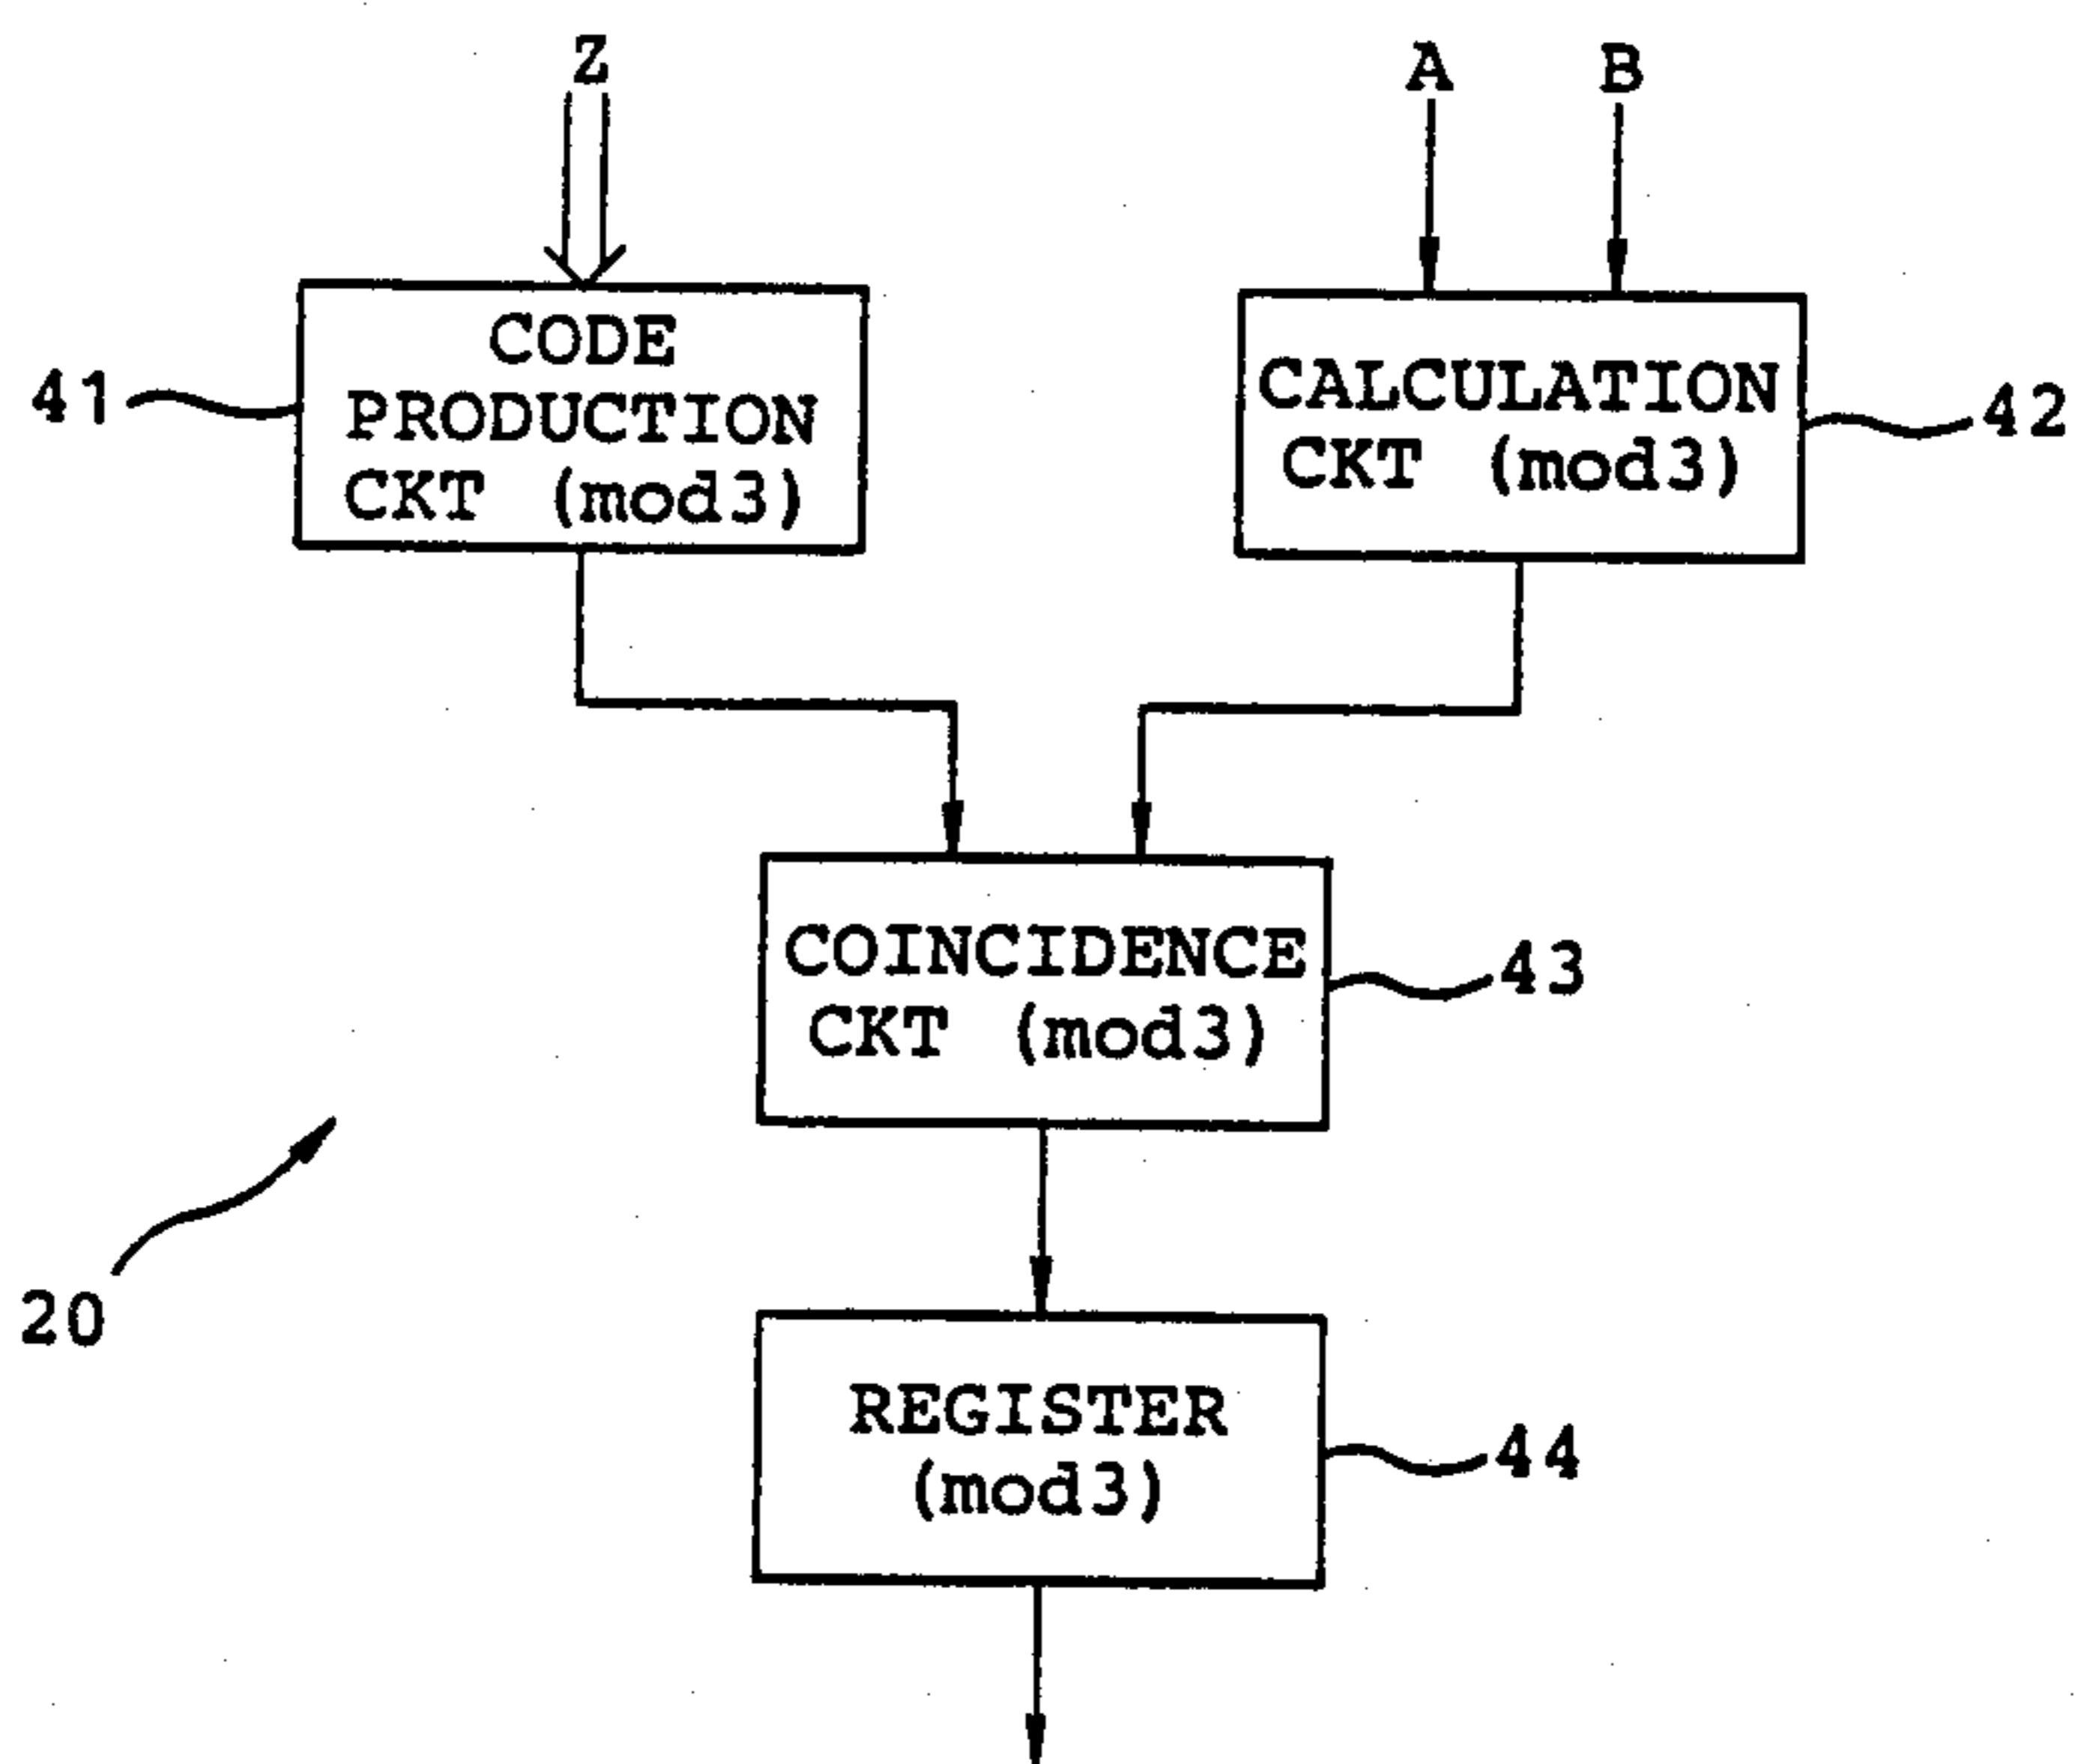 Z
A B
41
CODE
PRODUCTION
CKT (mod3)
CALCULATION
CKT (mod3)
42
COINCIDENCE
CKT (mod3)
43
20
REGISTER
(mod3)
44